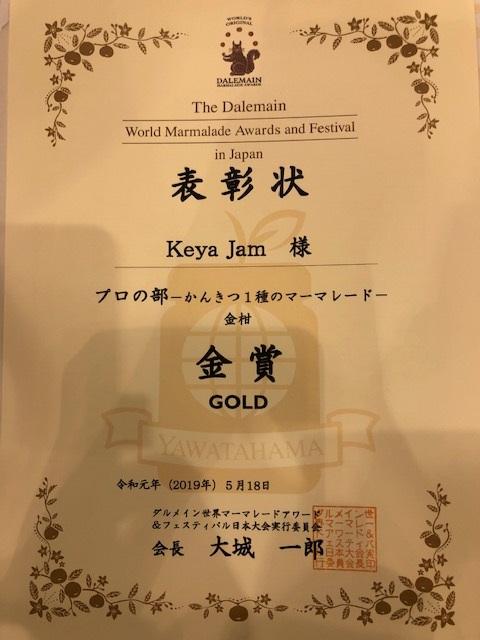 WORLD'S
ORIGINAL
DALEMAIN
MARMALADE AWARDS
The Dalemain
World Marmalade Awards and Festival
in Japan
表彰状
Keya Jam 様
プロの部ーかんきつ1種のマーマレードー
金柑
金賞
GOLD
YAWATAHAMA
令和元年（2019年）5月18日
ダルメイン世界マーマレードアワード
&フェスティバル日本大会実行委員会
会長 大城 一郎